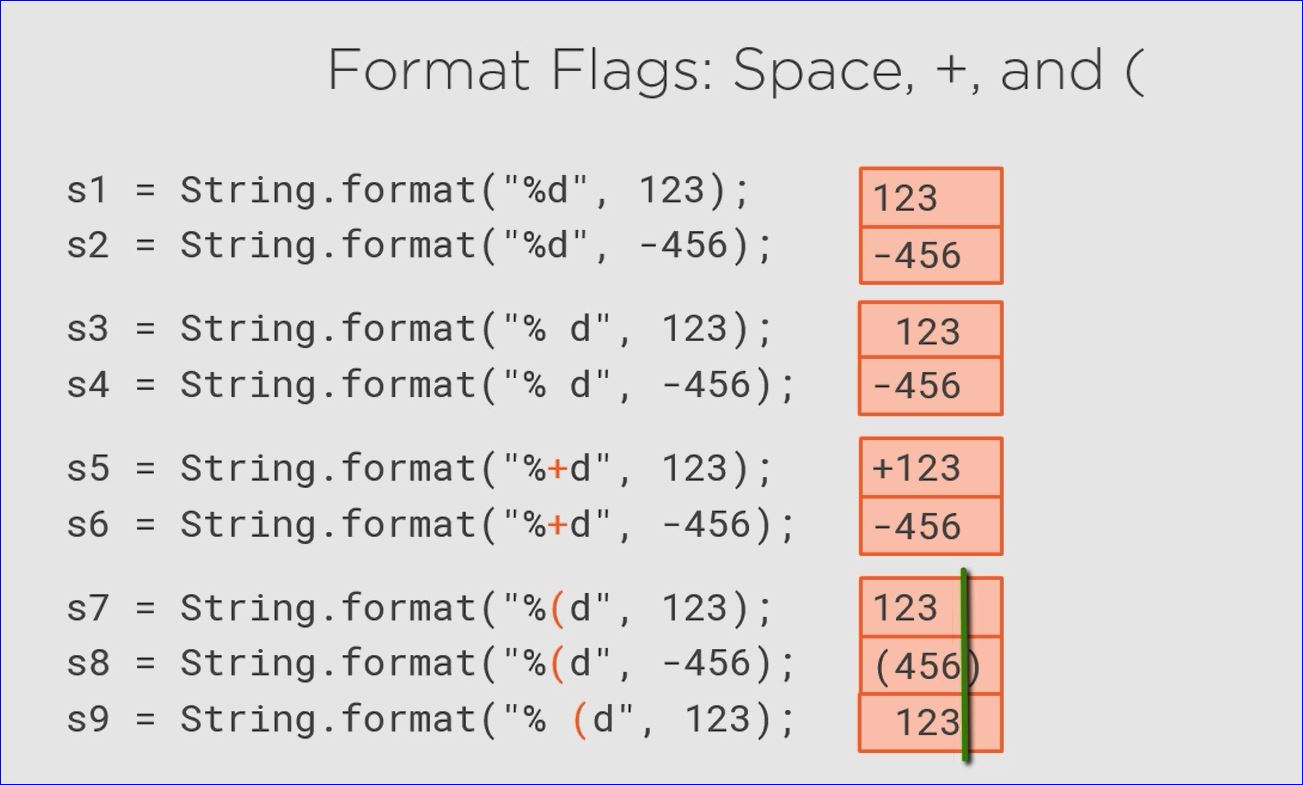 Format Flags: Space, +, and (
s1 = String.format("%d", 123);
123
s2 = String.format("%d", -456);
-456
s3 = String.format("% d", 123);
 123
s4 = String.format("% d", -456);
-456
s5 = String.format("%+d", 123);
+123
s6 = String.format("%+d", -456);
-456
s7 = String.format("%(d", 123);
123
s8 = String.format("%(d", -456);
(456)
s9 = String.format("% (d", 123);
 123